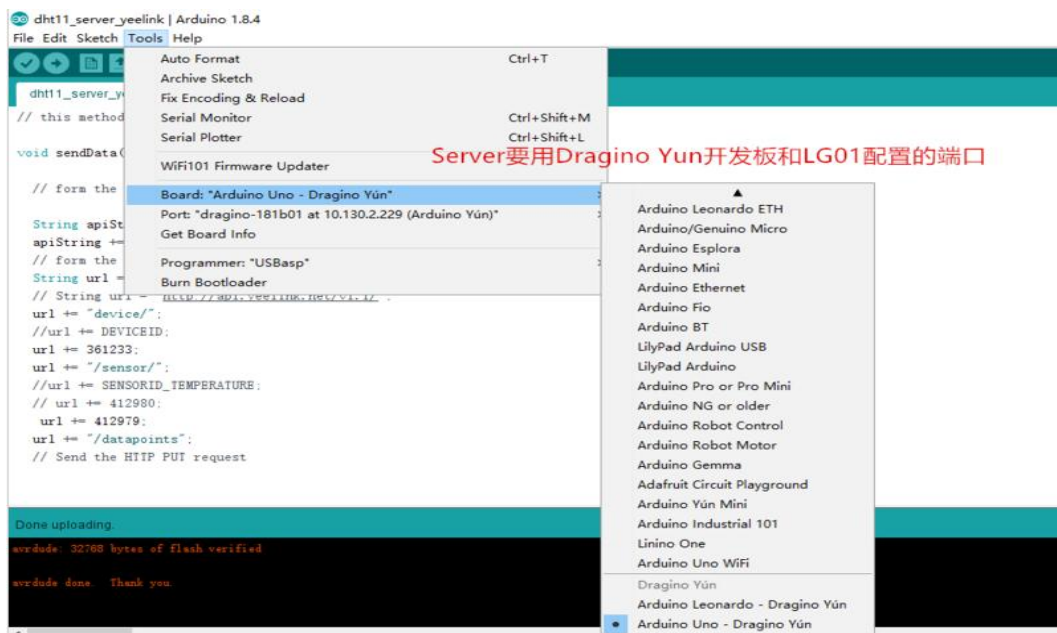 dht11_server_yeelink | Arduino 1.8.4
File Edit Sketch Tools Help
Auto Format Ctrl+T
Archive Sketch
dht11_server_y
Fix Encoding & Reload
// this method
Serial Monitor Ctrl+Shift+M
Serial Plotter Ctrl+Shift+L
void sendData(
Server要用Dragino Yun开发板和LG01配置的端口
WiFi101 Firmware Updater
// form the
Board: "Arduino Uno - Dragino Yún"
Port: "dragino-181b01 at 10.130.2.229 (Arduino Yún)"
String apiSt
Get Board Info
apiString +=
// form the
Programmer: "USBasp"
String url =
Burn Bootloader
// String url = "http://api.yeelink.net/v1.1/";
url += "device/";
//url += DEVICEID;
url += 361233;
url += "/sensor/";
//url += SENSORID_TEMPERATURE;
// url += 412980;
url += 412979;
url += "/datapoints";
// Send the HTTP PUT request
Arduino Leonardo ETH
Arduino/Genuino Micro
Arduino Esplora
Arduino Mini
Arduino Ethernet
Arduino Fio
Arduino BT
LilyPad Arduino USB
LilyPad Arduino
Arduino Pro or Pro Mini
Arduino NG or older
Arduino Robot Control
Arduino Robot Motor
Arduino Gemma
Adafruit Circuit Playground
Arduino Yún Mini
Arduino Industrial 101
Linino One
Arduino Uno WiFi
Dragino Yún
Arduino Leonardo - Dragino Yún
Arduino Uno - Dragino Yún
Done uploading.
avrdude: 32768 bytes of flash verified
avrdude done. Thank you.